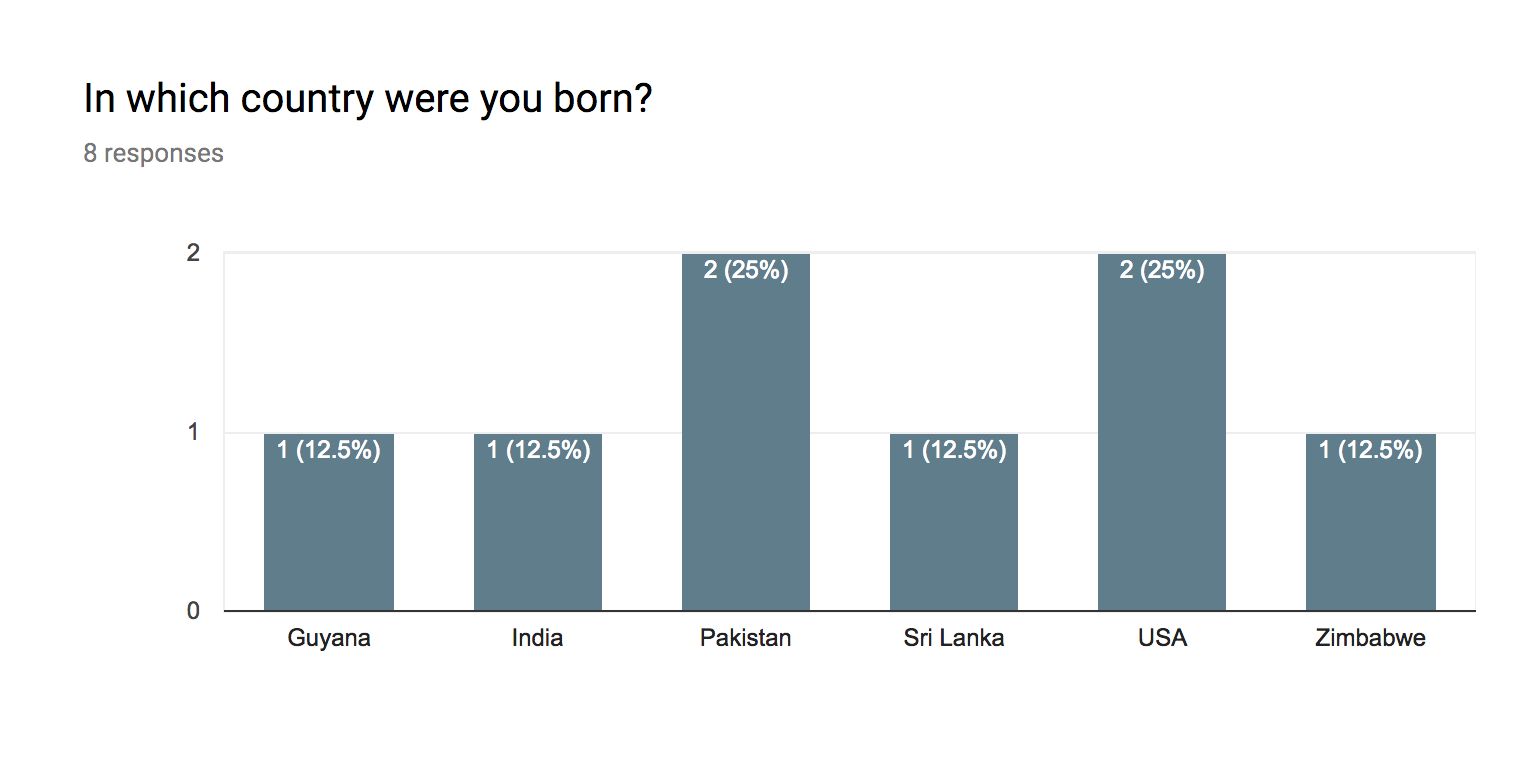 In which country were you born?
8 responses
2
2 (25%) 2 (25%)
1
1 (12.5%) 1 (12.5%) 1 (12.5%) 1 (12.5%)
0
Guyana India Pakistan Sri Lanka USA Zimbabwe